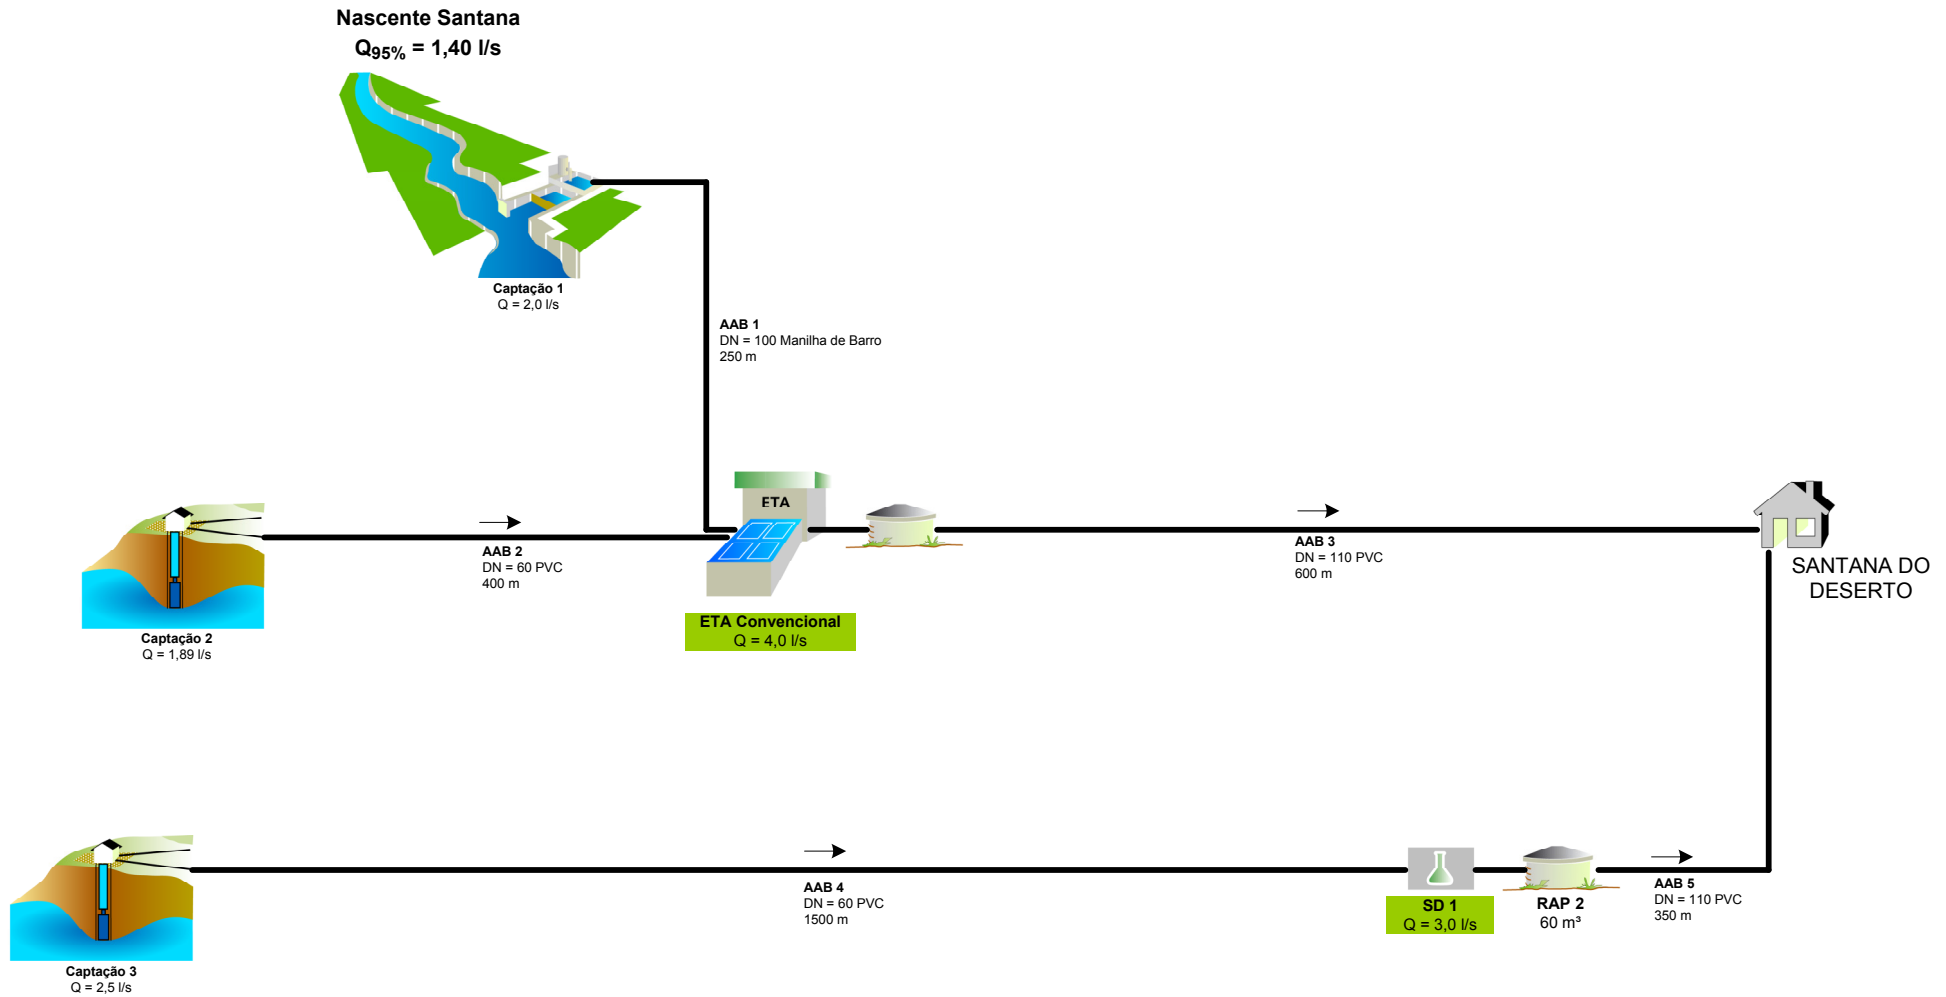 Nascente Santana
Q95% = 1,40 l/s
Captação 1
Q = 2,0 l/s
AAB 1
DN = 100 Manilha de Barro
250 m
ETA
AAB 2
DN = 60 PVC
400 m
AAB 3
DN = 110 PVC
600 m
SANTANA DO
DESERTO
ETA Convencional
Q = 4,0 l/s
Captação 2
Q = 1,89 l/s
AAB 4
DN = 60 PVC
1500 m
SD 1
Q = 3,0 l/s
RAP 2
60 m³
AAB 5
DN = 110 PVC
350 m
Captação 3
Q = 2,5 l/s